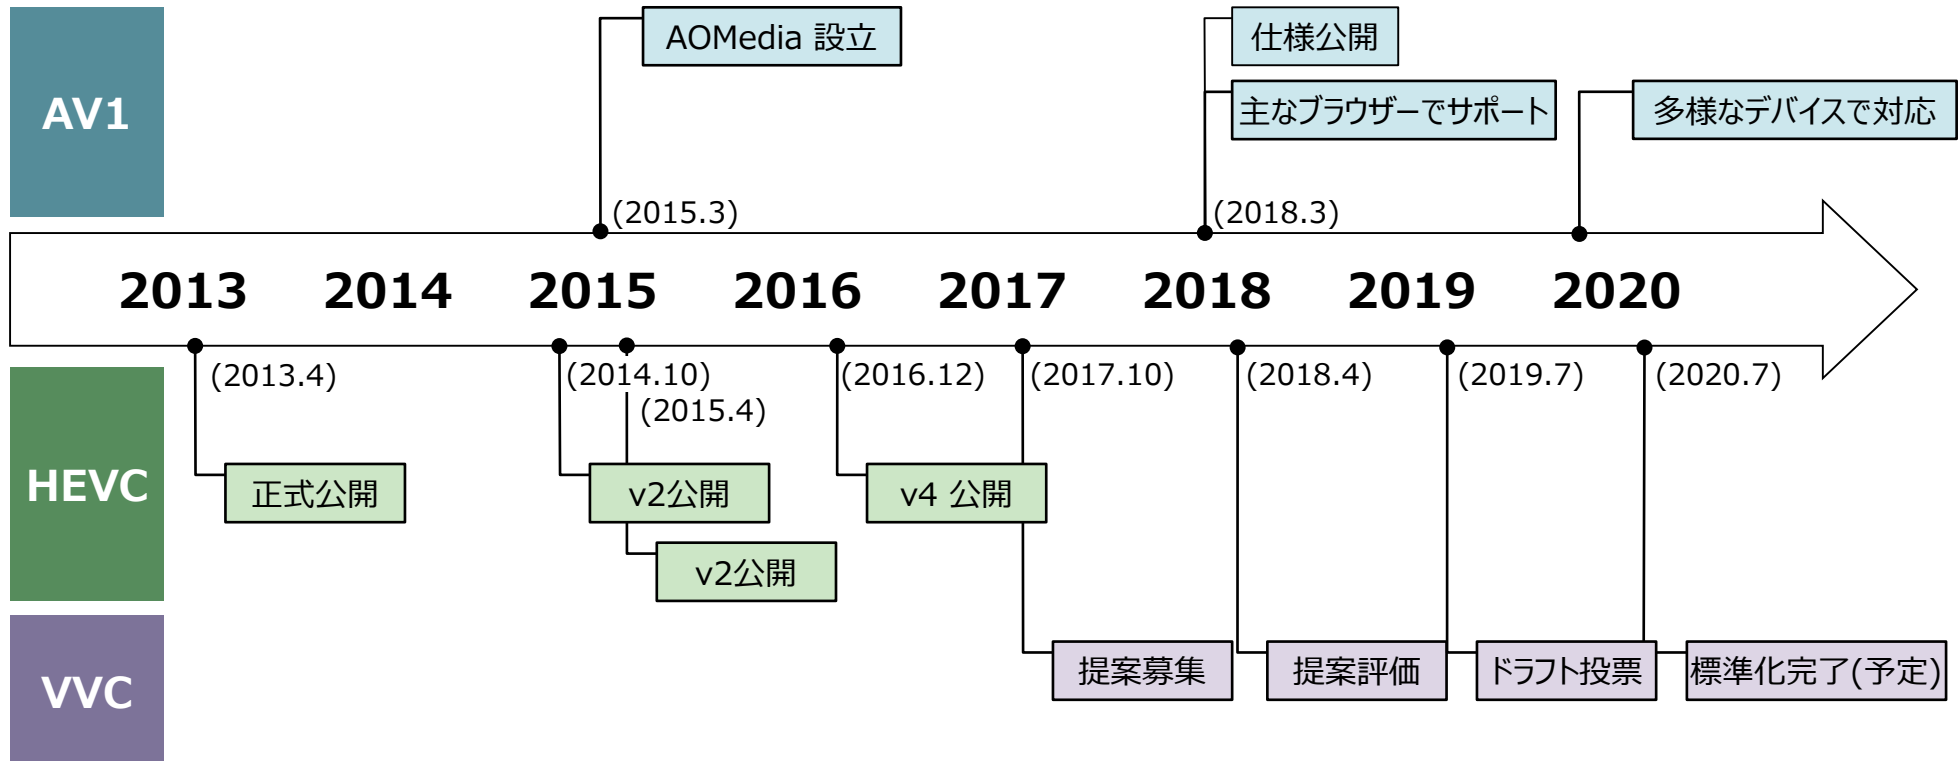 AOMedia 設立
仕様公開
AV1
主なブラウザーでサポート
多様なデバイスで対応
(2015.3)
(2018.3)
2013 2014 2015 2016 2017 2018 2019 2020
(2013.4)
(2014.10)
(2016.12)
(2017.10)
(2018.4)
(2019.7)
(2020.7)
(2015.4)
HEVC
正式公開
v2公開
v4 公開
v2公開
VVC
提案募集
提案評価
ドラフト投票
標準化完了(予定)